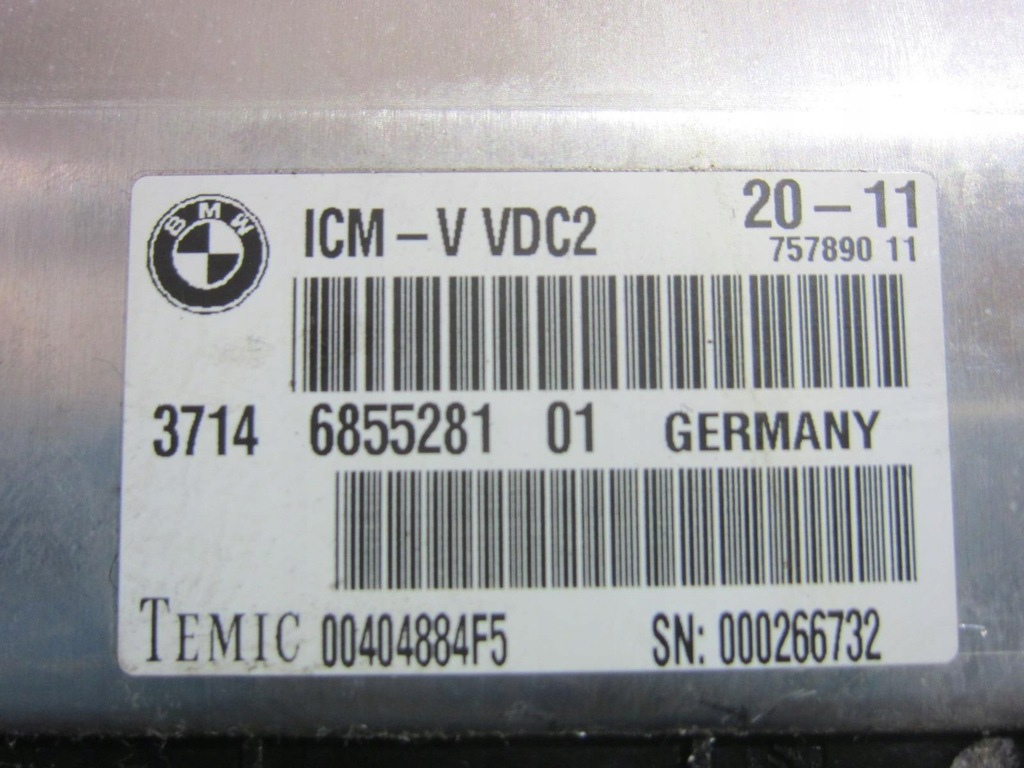 BMW
ICM – V VDC2
20 – 11
757890 11
3714 6855281 01 GERMANY
TEMIC 00404884F5 SN: 000266732